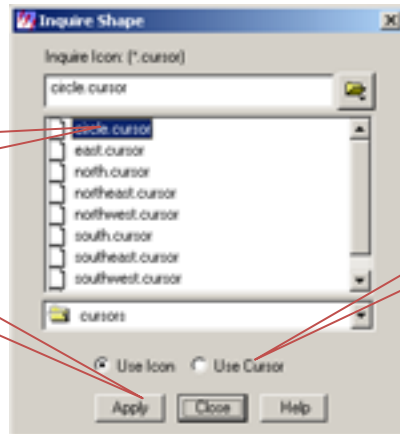 Inquire Shape
Inquire Icon: (*.cursor)
circle.cursor
circle.cursor
east.cursor
north.cursor
northeast.cursor
northwest.cursor
south.cursor
southeast.cursor
southwest.cursor
cursors
Use Icon Use Cursor
Apply Close Help